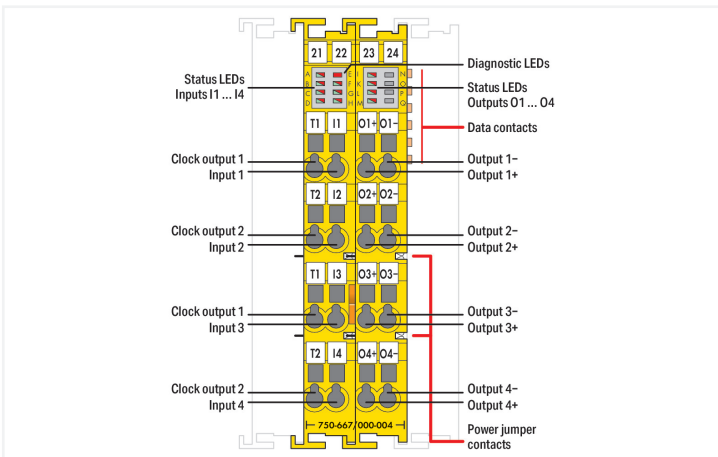 21 22 23 24
Diagnostic LEDs
Status LEDs
Inputs I1 ... I4
A E I N
B F K O
C G L P
D H M Q
Status LEDs
Outputs O1 ... O4
Data contacts
T1 I1 O1+ O1−
Clock output 1
Input 1
Output 1−
Output 1+
T2 I2 O2+ O2−
Clock output 2
Input 2
Output 2−
Output 2+
T1 I3 O3+ O3−
Clock output 1
Input 3
Output 3−
Output 3+
T2 I4 O4+ O4−
Clock output 2
Input 4
Output 4−
Output 4+
750-667/000-004
Power jumper
contacts